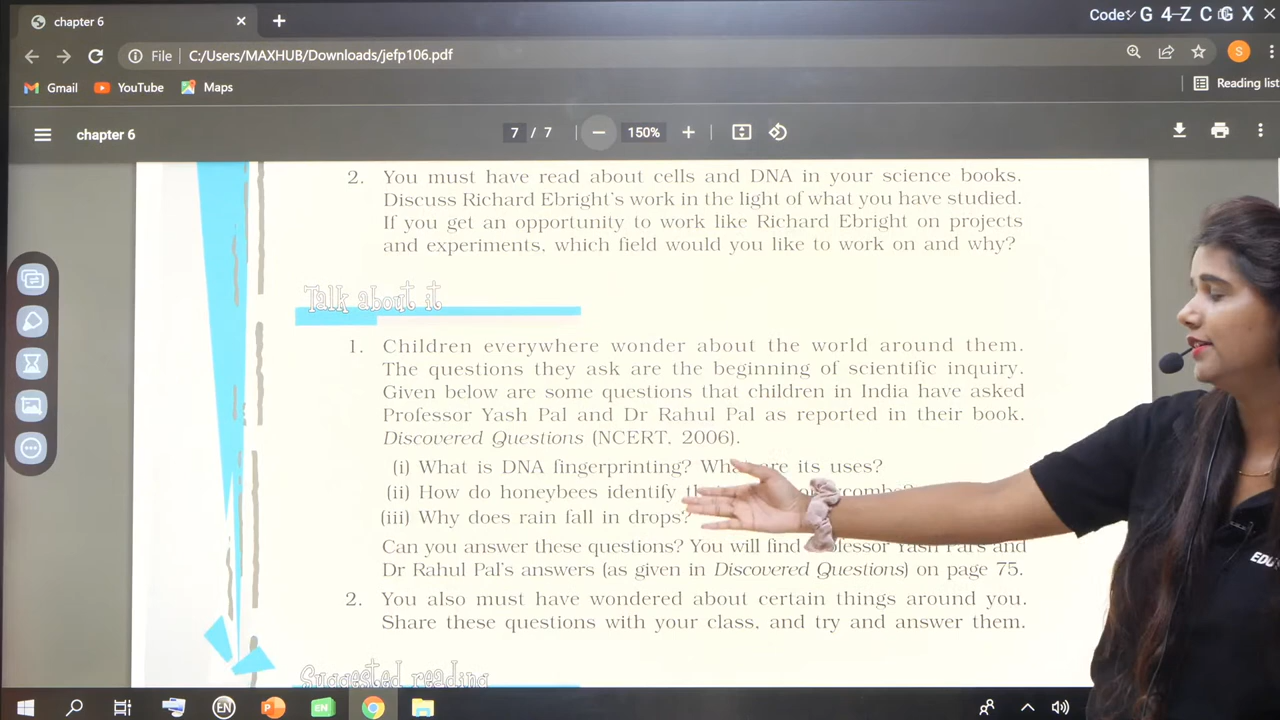 chapter 6
Code: G 4 Z C G X
File C:/Users/MAXHUB/Downloads/jefp106.pdf
S
Gmail YouTube Maps Reading list
chapter 6
7 / 7
150%
2. You must have read about cells and DNA in your science books.
Discuss Richard Ebright's work in the light of what you have studied.
If you get an opportunity to work like Richard Ebright on projects
and experiments, which field would you like to work on and why?
Talk about it
1. Children everywhere wonder about the world around them.
The questions they ask are the beginning of scientific inquiry.
Given below are some questions that children in India have asked
Professor Yash Pal and Dr Rahul Pal as reported in their book.
Discovered Questions (NCERT, 2006).
(i) What is DNA fingerprinting? What are its uses?
(ii) How do honeybees identify
(iii) Why does rain fall in drops?
Can you answer these questions? You will find Professor Yash Pal's and
Dr Rahul Pal's answers (as given in Discovered Questions) on page 75.
2. You also must have wondered about certain things around you.
Share these questions with your class, and try and answer them.
Suggested reading
EN
P
EN
EDU